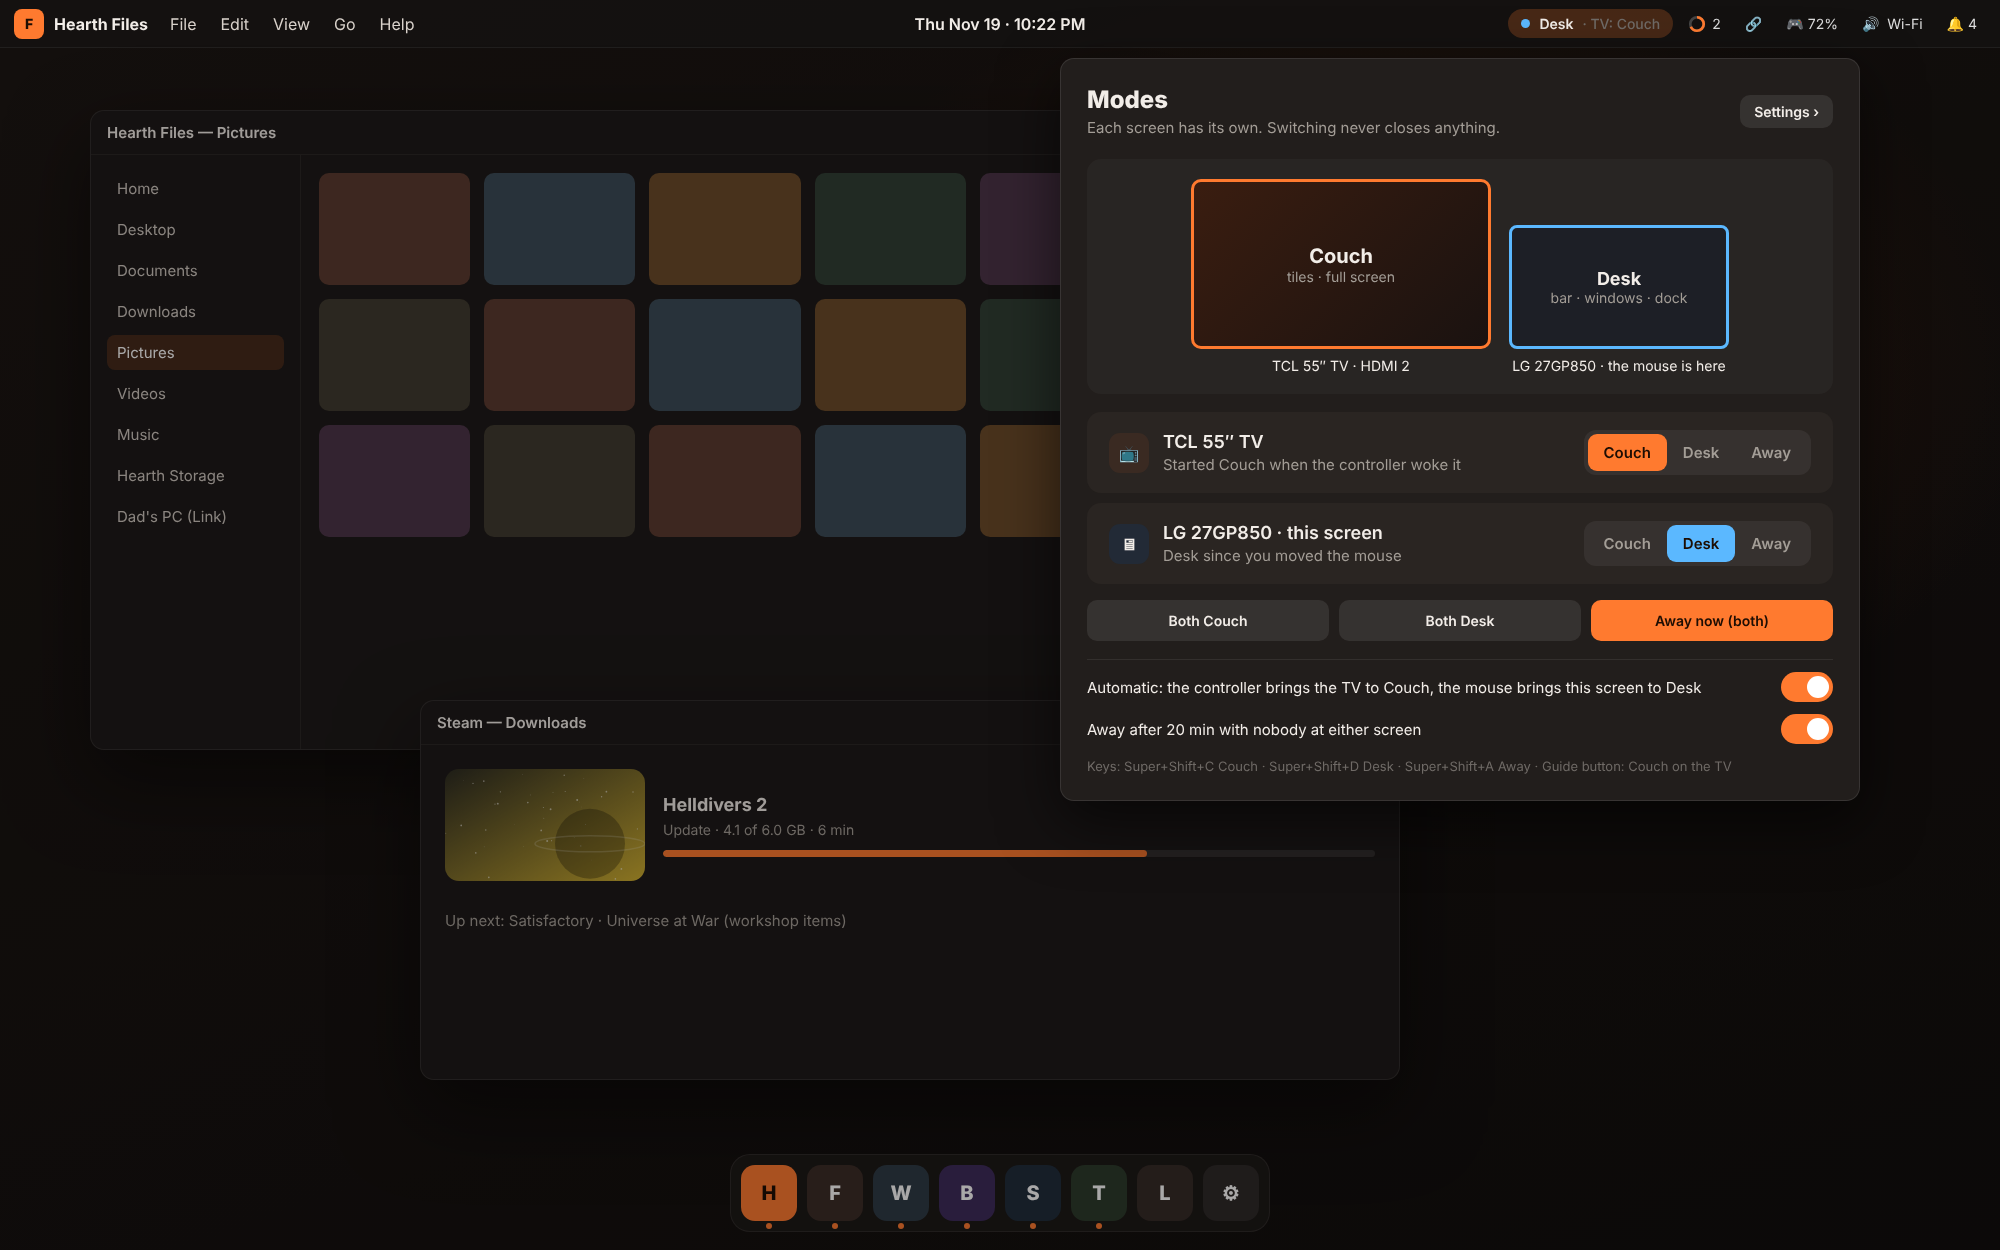 F Hearth Files File Edit View Go Help
Thu Nov 19 · 10:22 PM
Desk · TV: Couch 2 72% Wi-Fi 4
Hearth Files — Pictures
Home
Desktop
Documents
Downloads
Pictures
Videos
Music
Hearth Storage
Dad's PC (Link)
Steam — Downloads
Helldivers 2
Update · 4.1 of 6.0 GB · 6 min
Up next: Satisfactory · Universe at War (workshop items)
Modes
Each screen has its own. Switching never closes anything.
Settings ›
Couch
tiles · full screen
TCL 55″ TV · HDMI 2
Desk
bar · windows · dock
LG 27GP850 · the mouse is here
TCL 55″ TV
Started Couch when the controller woke it
Couch Desk Away
LG 27GP850 · this screen
Desk since you moved the mouse
Couch Desk Away
Both Couch
Both Desk
Away now (both)
Automatic: the controller brings the TV to Couch, the mouse brings this screen to Desk
Away after 20 min with nobody at either screen
Keys: Super+Shift+C Couch · Super+Shift+D Desk · Super+Shift+A Away · Guide button: Couch on the TV
H F W B S T L